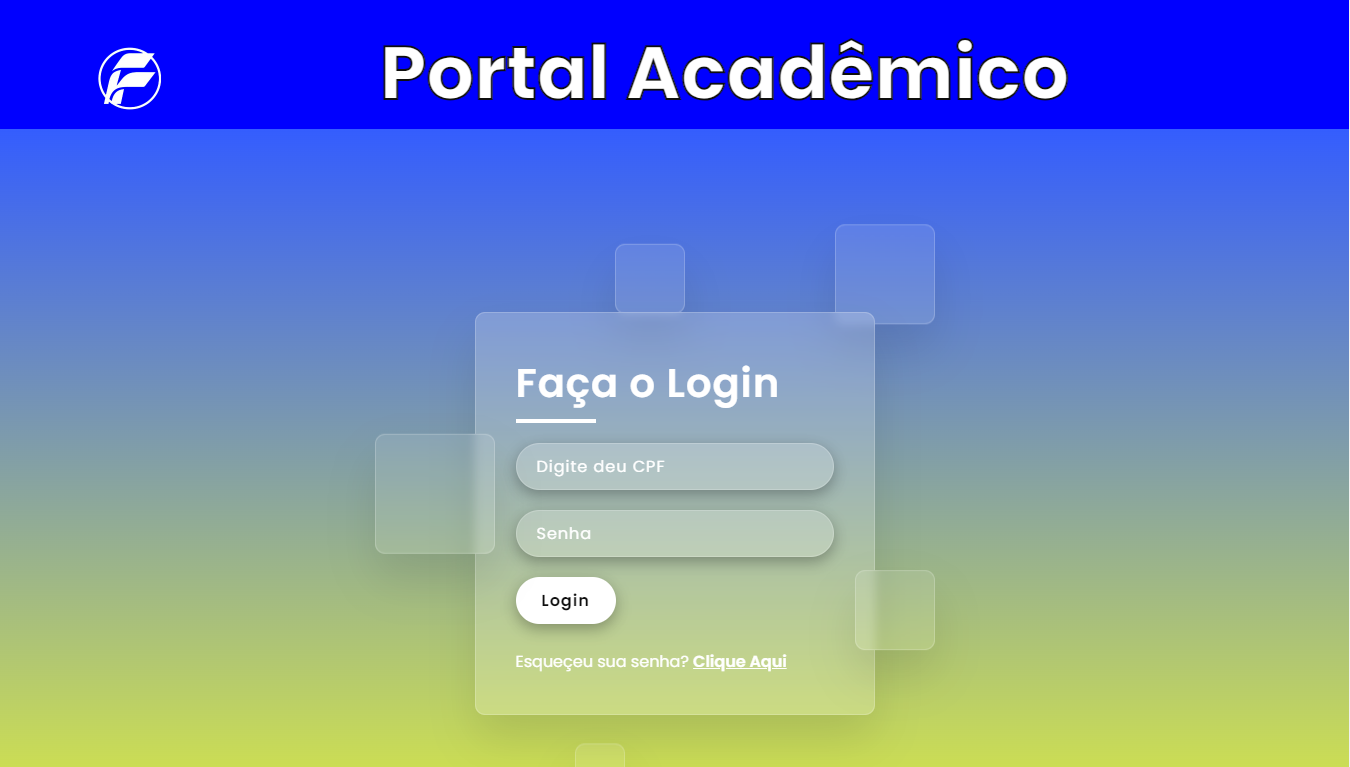 Portal Acadêmico
Faça o Login
Digite deu CPF
Senha
Login
Esqueçeu sua senha? Clique Aqui